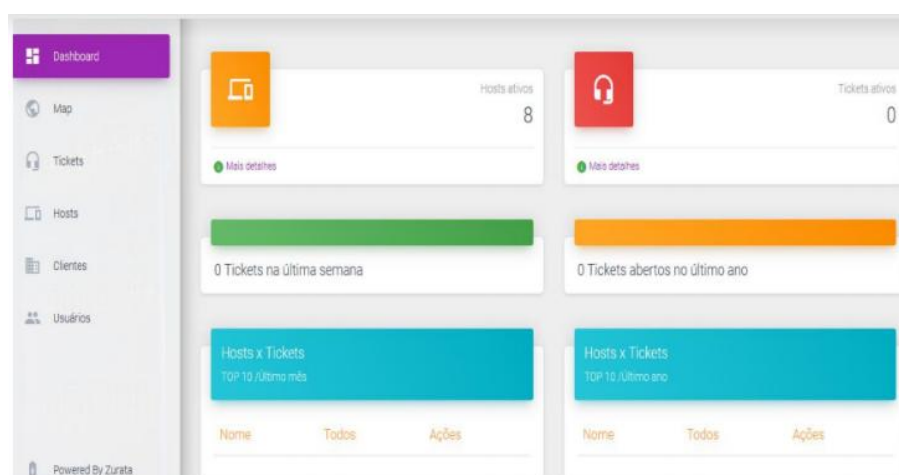 Dashboard
Map
Tickets
Hosts
Clientes
Usuários
Powered By Zurata
Hosts ativos
8
Mais detalhes
Tickets ativos
0
Mais detalhes
0 Tickets na última semana
0 Tickets abertos no último ano
Hosts x Tickets
TOP 10 /Último mês
Nome Todos Ações
Hosts x Tickets
TOP 10 /Último ano
Nome Todos Ações